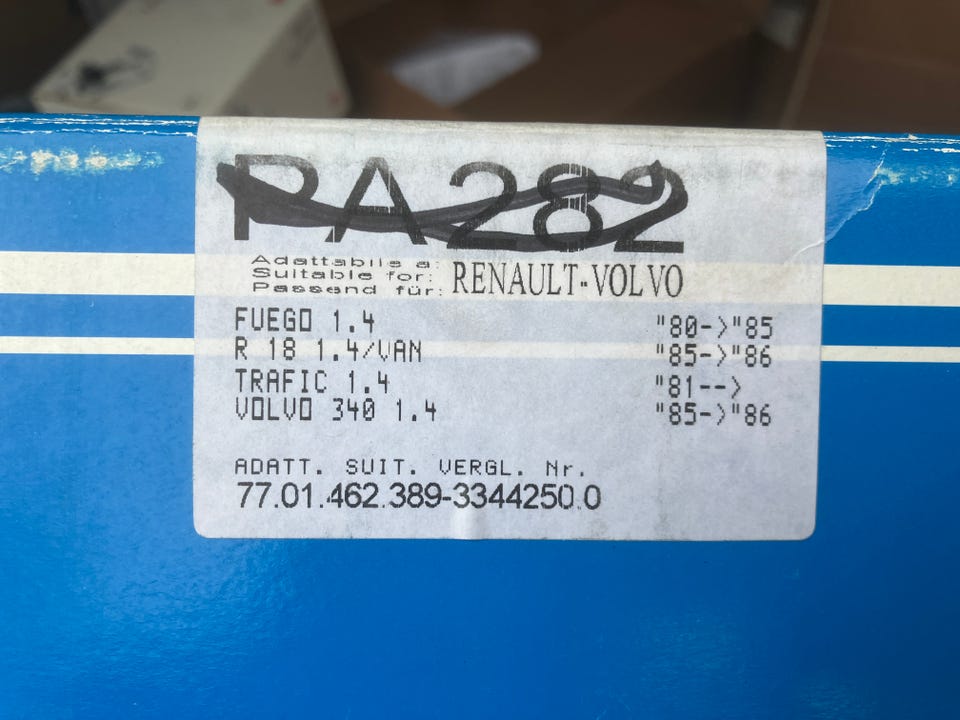 PA282
Adattabile a:
Suitable for:
Passend für: RENAULT-VOLVO
FUEGO 1.4 "80->"85
R 18 1.4/VAN "85->"86
TRAFIC 1.4 "81-->
VOLVO 340 1.4 "85->"86
ADATT. SUIT. VERGL. Nr.
77.01.462.389-3344250.0